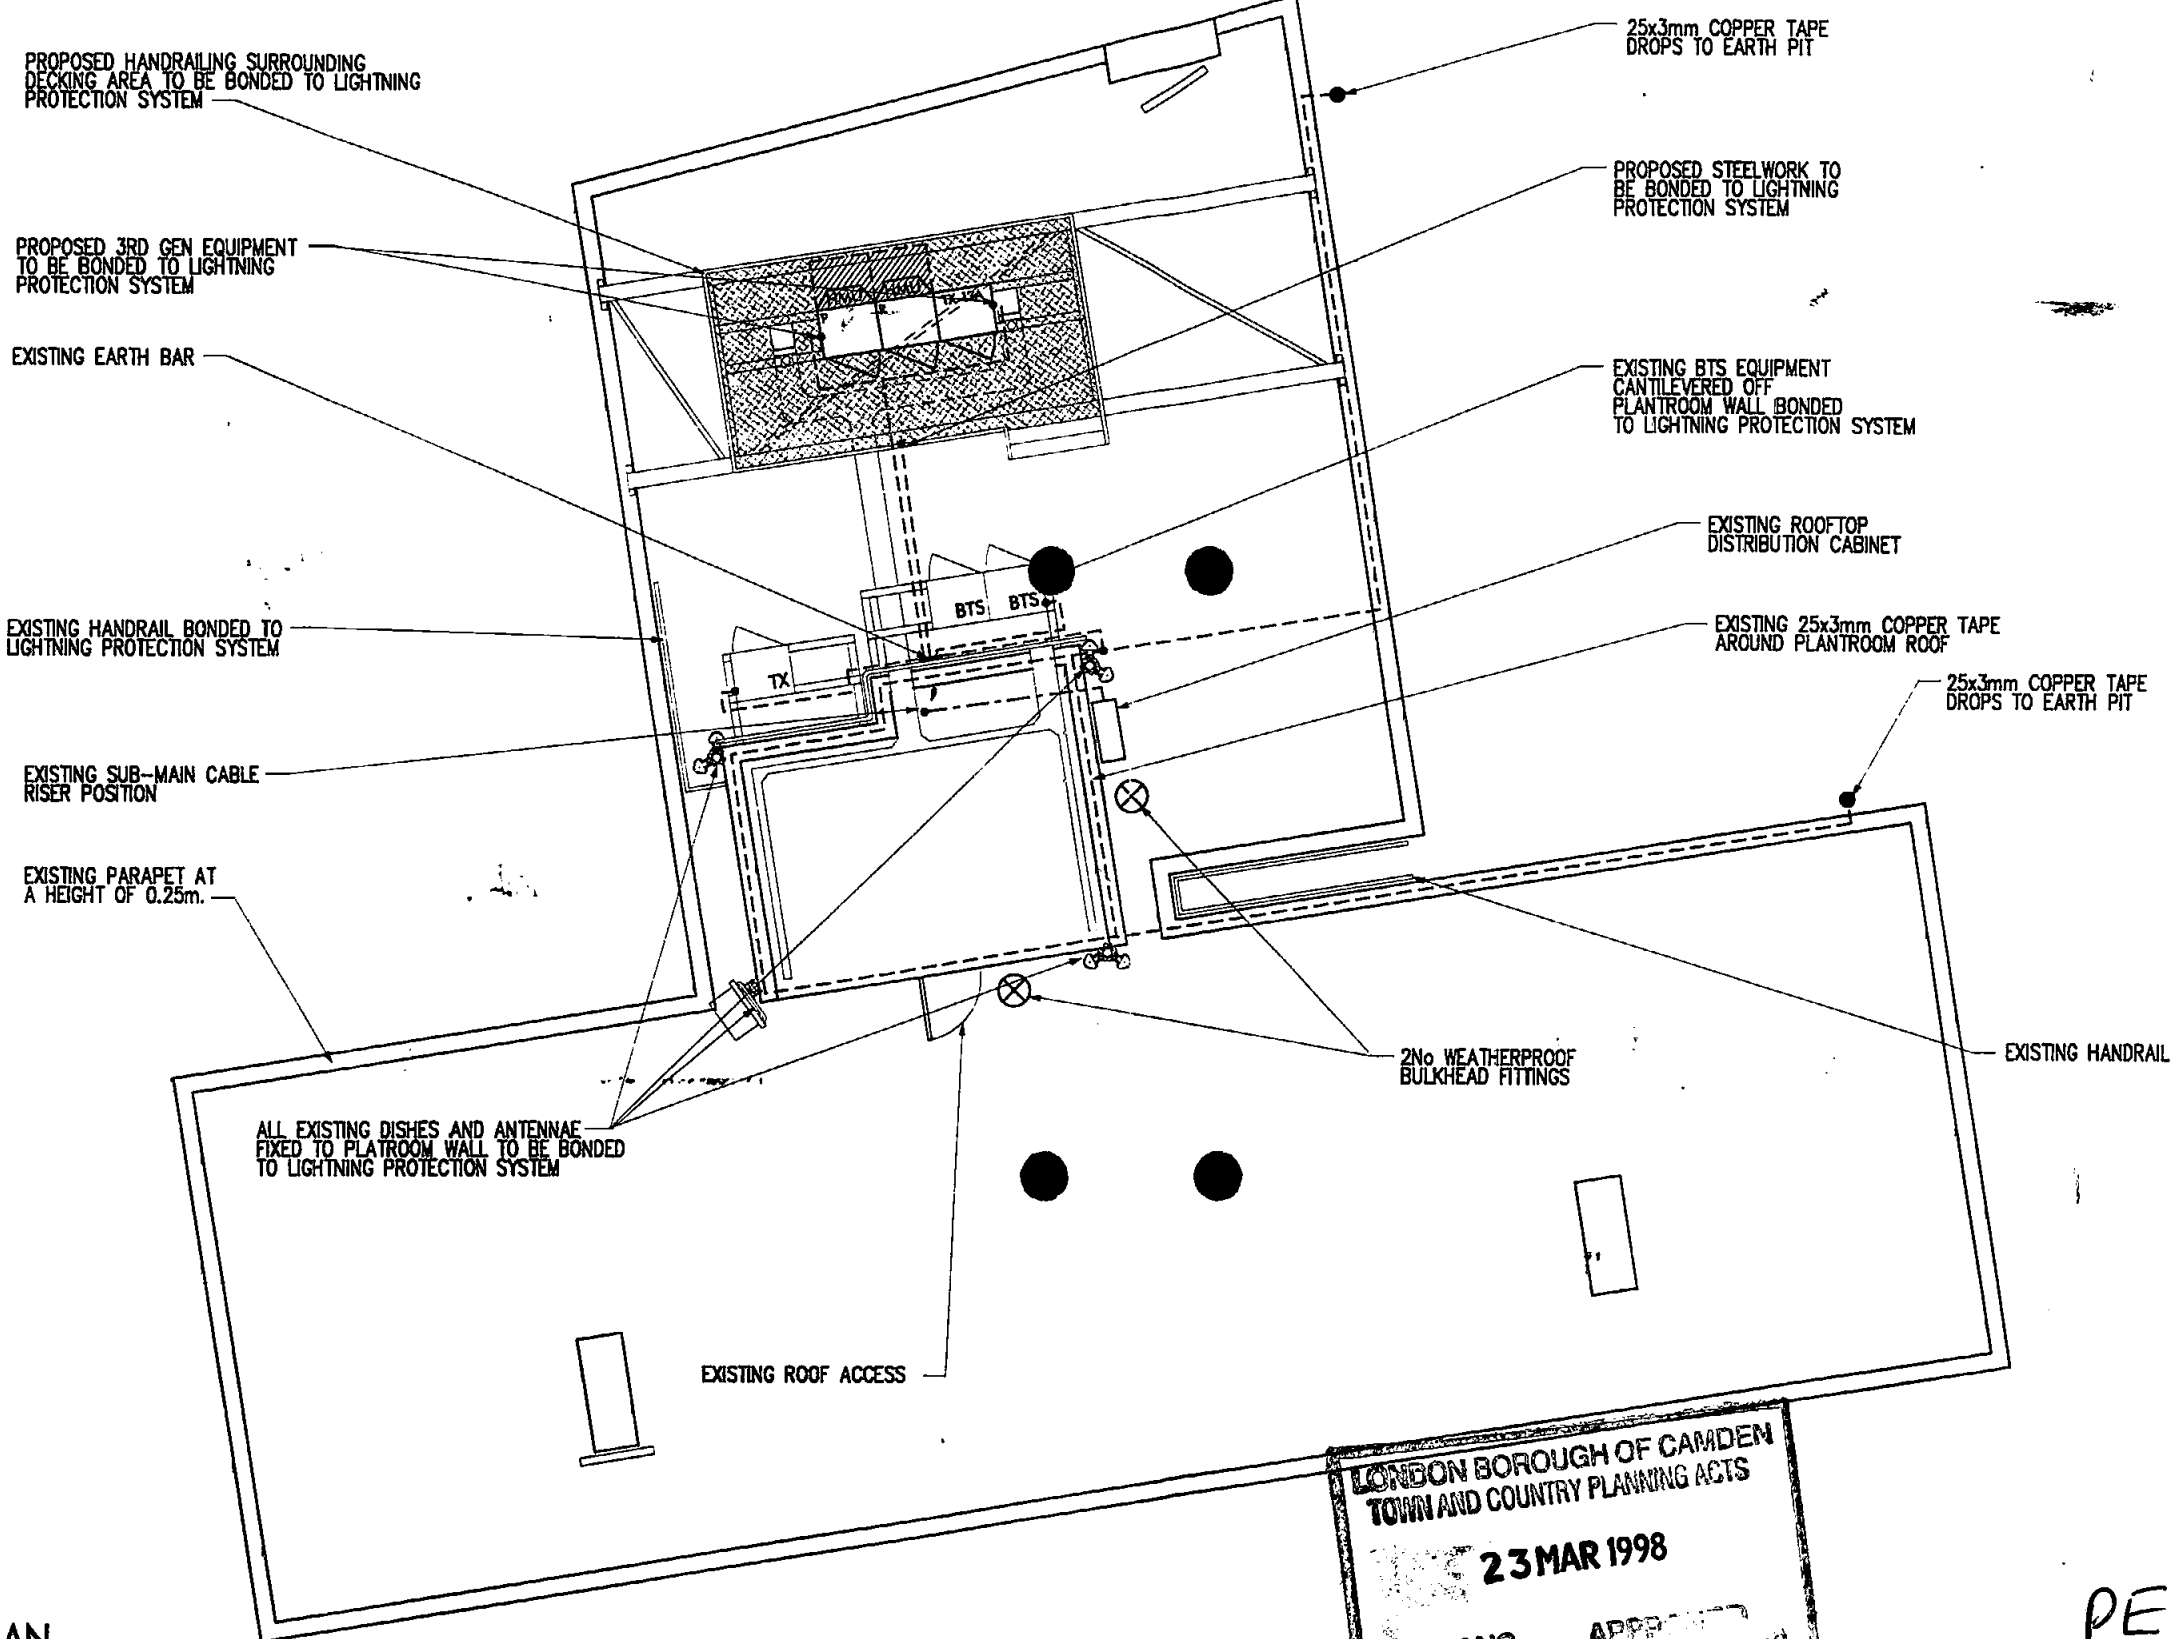 PROPOSED HANDRAILING SURROUNDING
DECKING AREA TO BE BONDED TO LIGHTNING
PROTECTION SYSTEM
PROPOSED 3RD GEN EQUIPMENT
TO BE BONDED TO LIGHTNING
PROTECTION SYSTEM
EXISTING EARTH BAR
EXISTING HANDRAIL BONDED TO
LIGHTNING PROTECTION SYSTEM
EXISTING SUB-MAIN CABLE
RISER POSITION
EXISTING PARAPET AT
A HEIGHT OF 0.25m.
ALL EXISTING DISHES AND ANTENNAE
FIXED TO PLATROOM WALL TO BE BONDED
TO LIGHTNING PROTECTION SYSTEM
EXISTING ROOF ACCESS
HMU HMU
BTS BTS
TX
25x3mm COPPER TAPE
DROPS TO EARTH PIT
PROPOSED STEELWORK TO
BE BONDED TO LIGHTNING
PROTECTION SYSTEM
EXISTING BTS EQUIPMENT
CANTILEVERED OFF
PLANTROOM WALL BONDED
TO LIGHTNING PROTECTION SYSTEM
EXISTING ROOFTOP
DISTRIBUTION CABINET
EXISTING 25x3mm COPPER TAPE
AROUND PLANTROOM ROOF
25x3mm COPPER TAPE
DROPS TO EARTH PIT
2No WEATHERPROOF
BULKHEAD FITTINGS
EXISTING HANDRAIL
LONDON BOROUGH OF CAMDEN
TOWN AND COUNTRY PLANNING ACTS
23 MAR 1998
PE